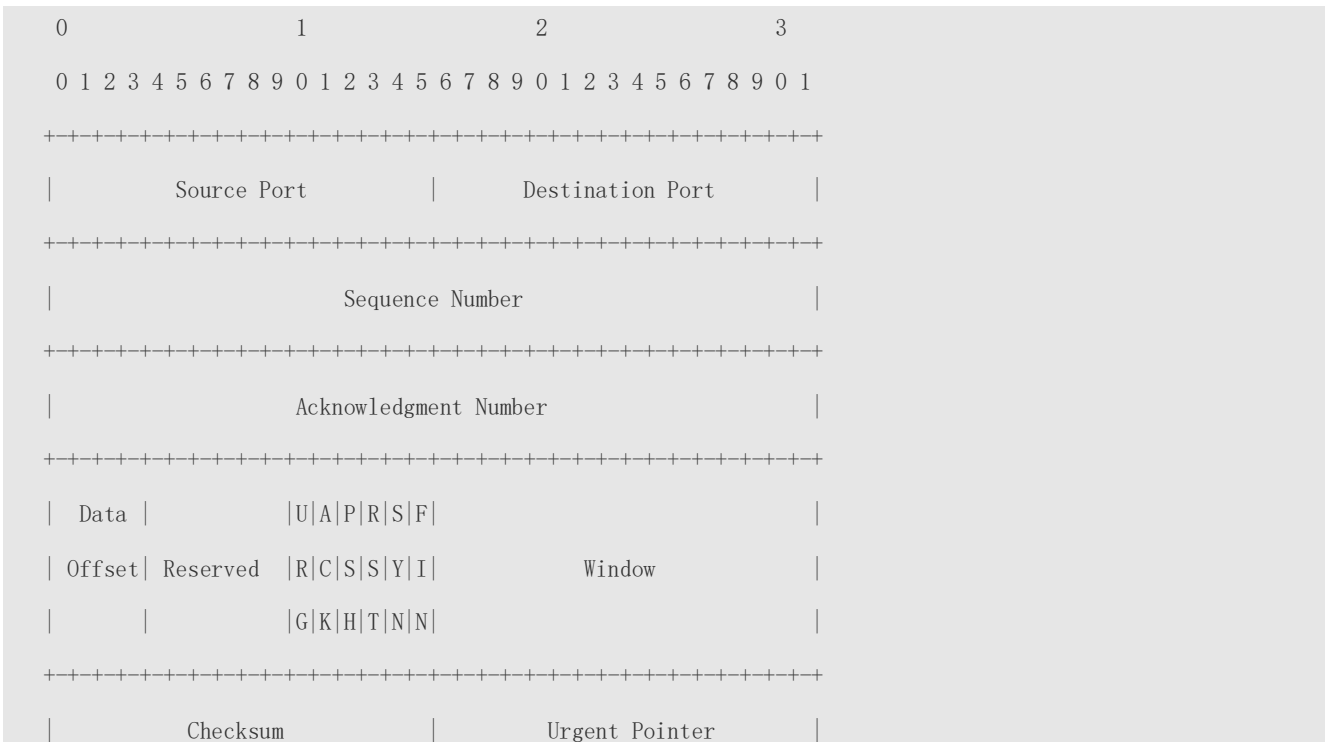 0                   1                   2                   3
 0 1 2 3 4 5 6 7 8 9 0 1 2 3 4 5 6 7 8 9 0 1 2 3 4 5 6 7 8 9 0 1
+-+-+-+-+-+-+-+-+-+-+-+-+-+-+-+-+-+-+-+-+-+-+-+-+-+-+-+-+-+-+-+-+
|          Source Port          |       Destination Port        |
+-+-+-+-+-+-+-+-+-+-+-+-+-+-+-+-+-+-+-+-+-+-+-+-+-+-+-+-+-+-+-+-+
|                        Sequence Number                        |
+-+-+-+-+-+-+-+-+-+-+-+-+-+-+-+-+-+-+-+-+-+-+-+-+-+-+-+-+-+-+-+-+
|                    Acknowledgment Number                      |
+-+-+-+-+-+-+-+-+-+-+-+-+-+-+-+-+-+-+-+-+-+-+-+-+-+-+-+-+-+-+-+-+
|  Data |           |U|A|P|R|S|F|                               |
| Offset| Reserved  |R|C|S|S|Y|I|            Window             |
|       |           |G|K|H|T|N|N|                               |
+-+-+-+-+-+-+-+-+-+-+-+-+-+-+-+-+-+-+-+-+-+-+-+-+-+-+-+-+-+-+-+-+
|           Checksum            |         Urgent Pointer        |